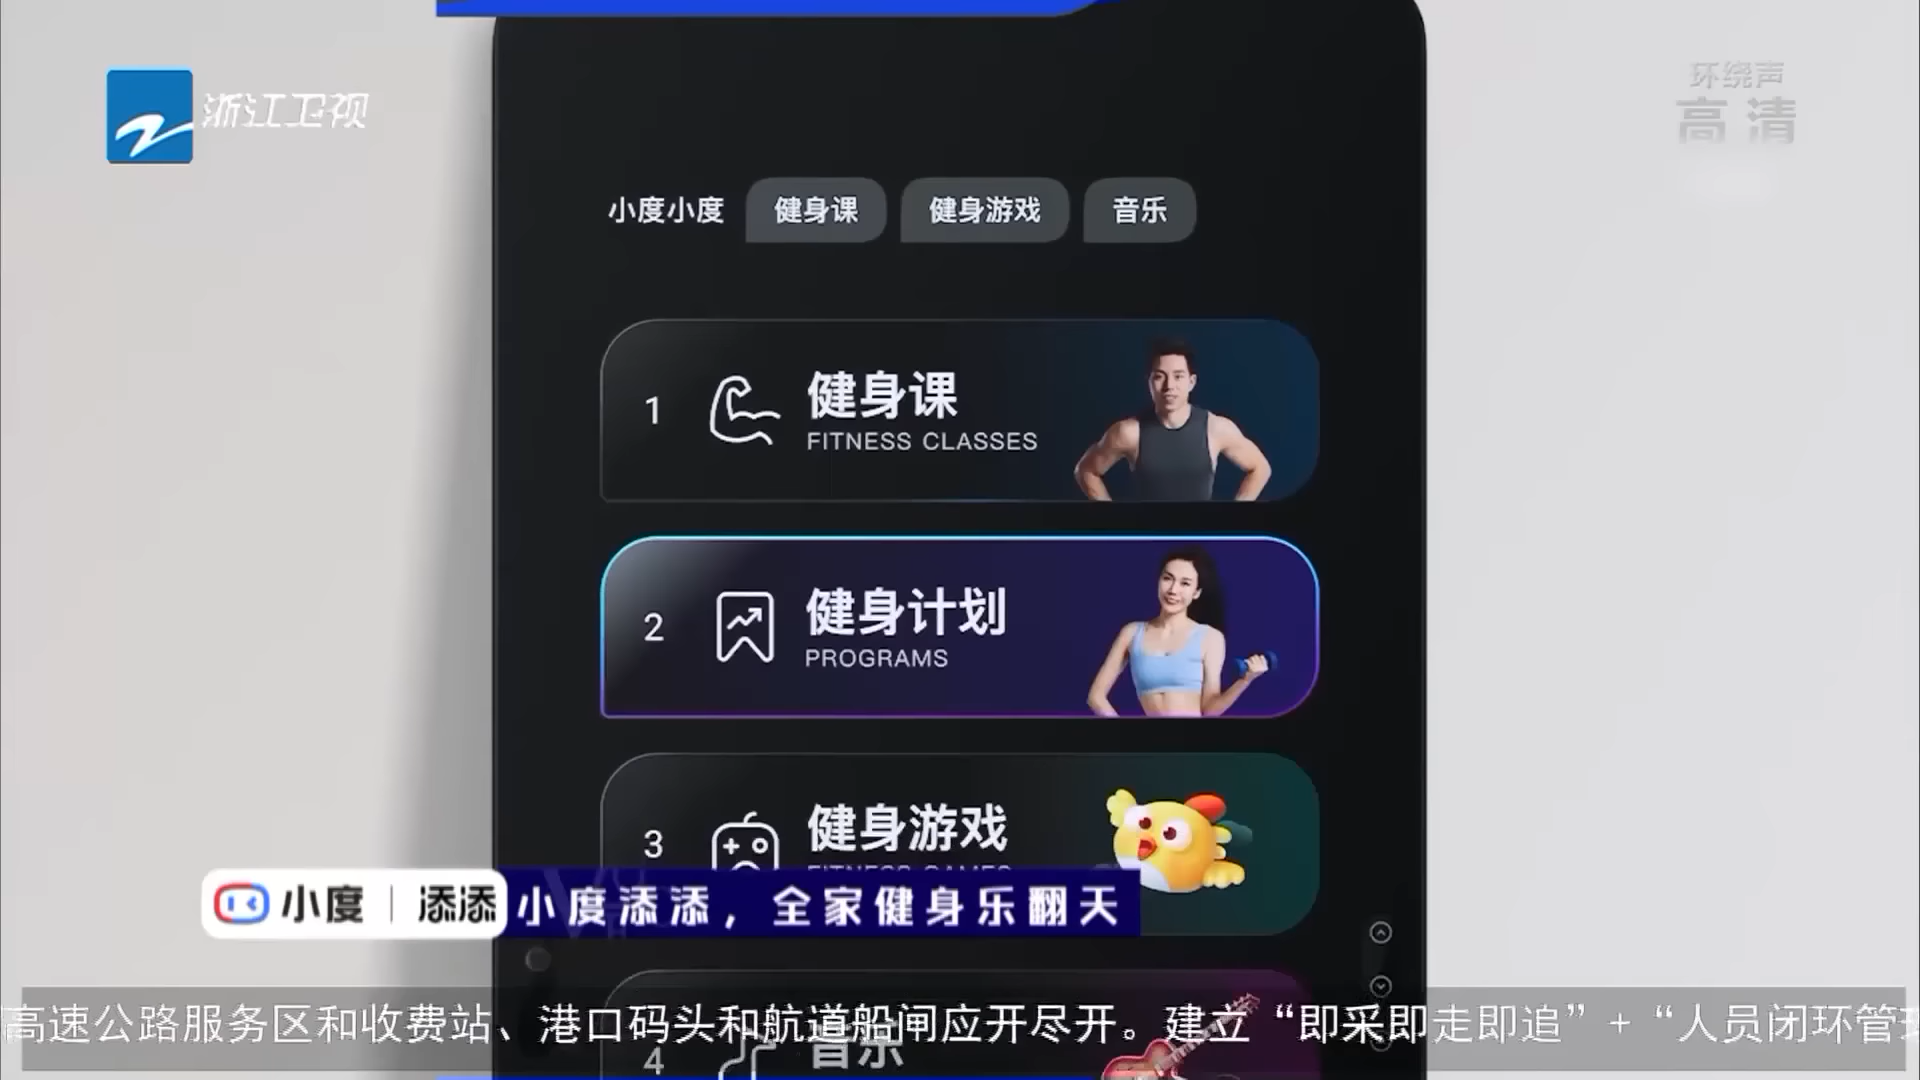 浙江卫视
环绕声
高清
小度小度 健身课 健身游戏 音乐
1 健身课
FITNESS CLASSES
2 健身计划
PROGRAMS
3 健身游戏
FITNESS GAMES
小度 | 添添 小度添添，全家健身乐翻天
高速公路服务区和收费站、港口码头和航道船闸应开尽开。建立“即采即走即追”+“人员闭环管
4 音乐